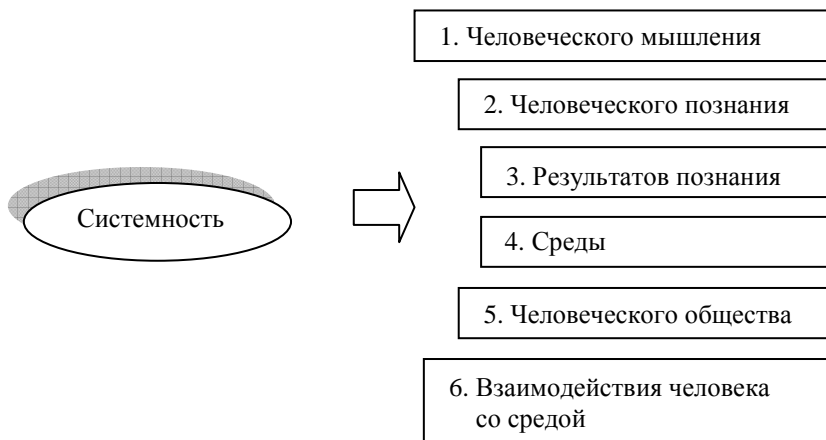 1. Человеческого мышления
2. Человеческого познания
3. Результатов познания
Системность
4. Среды
5. Человеческого общества
6. Взаимодействия человека
со средой